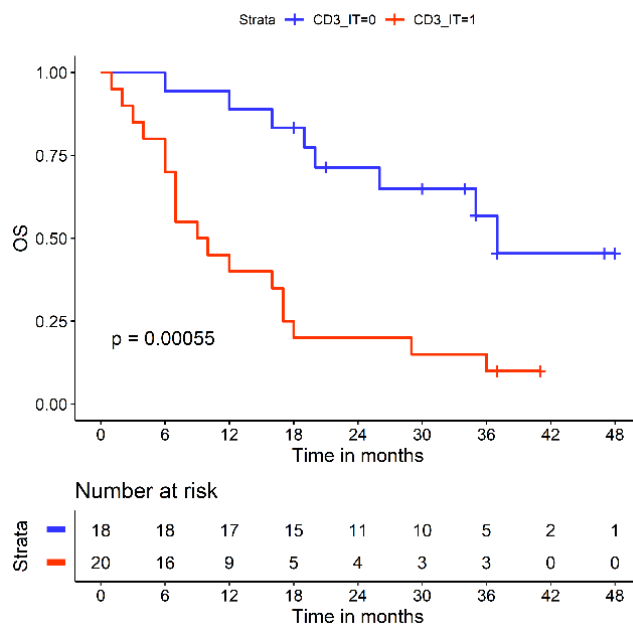 Strata CD3_IT=0 CD3_IT=1
1.00
0.75
0.50
0.25
0.00
OS
p = 0.00055
0 6 12 18 24 30 36 42 48
Time in months
Number at risk
Strata
18 18 17 15 11 10 5 2 1
20 16 9 5 4 3 3 0 0
0 6 12 18 24 30 36 42 48
Time in months